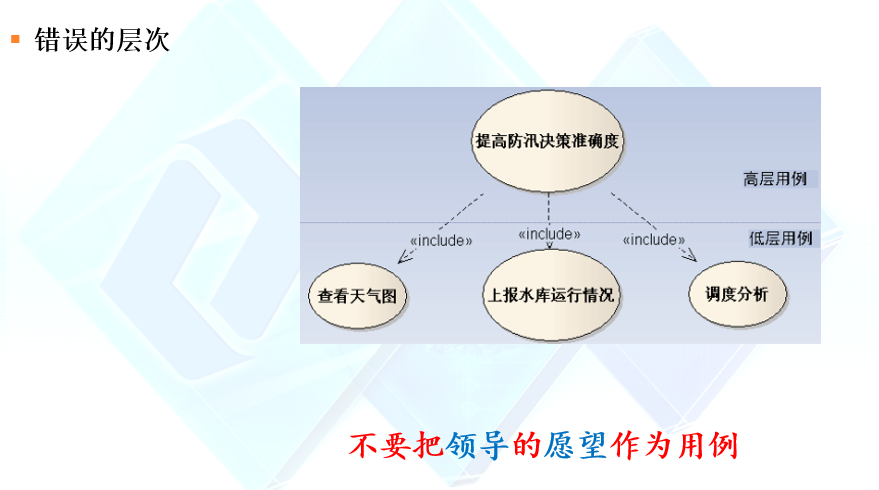 错误的层次
提高防汛决策准确度
高层用例
«include»
«include»
«include»
低层用例
查看天气图
上报水库运行情况
调度分析
不要把领导的愿望作为用例